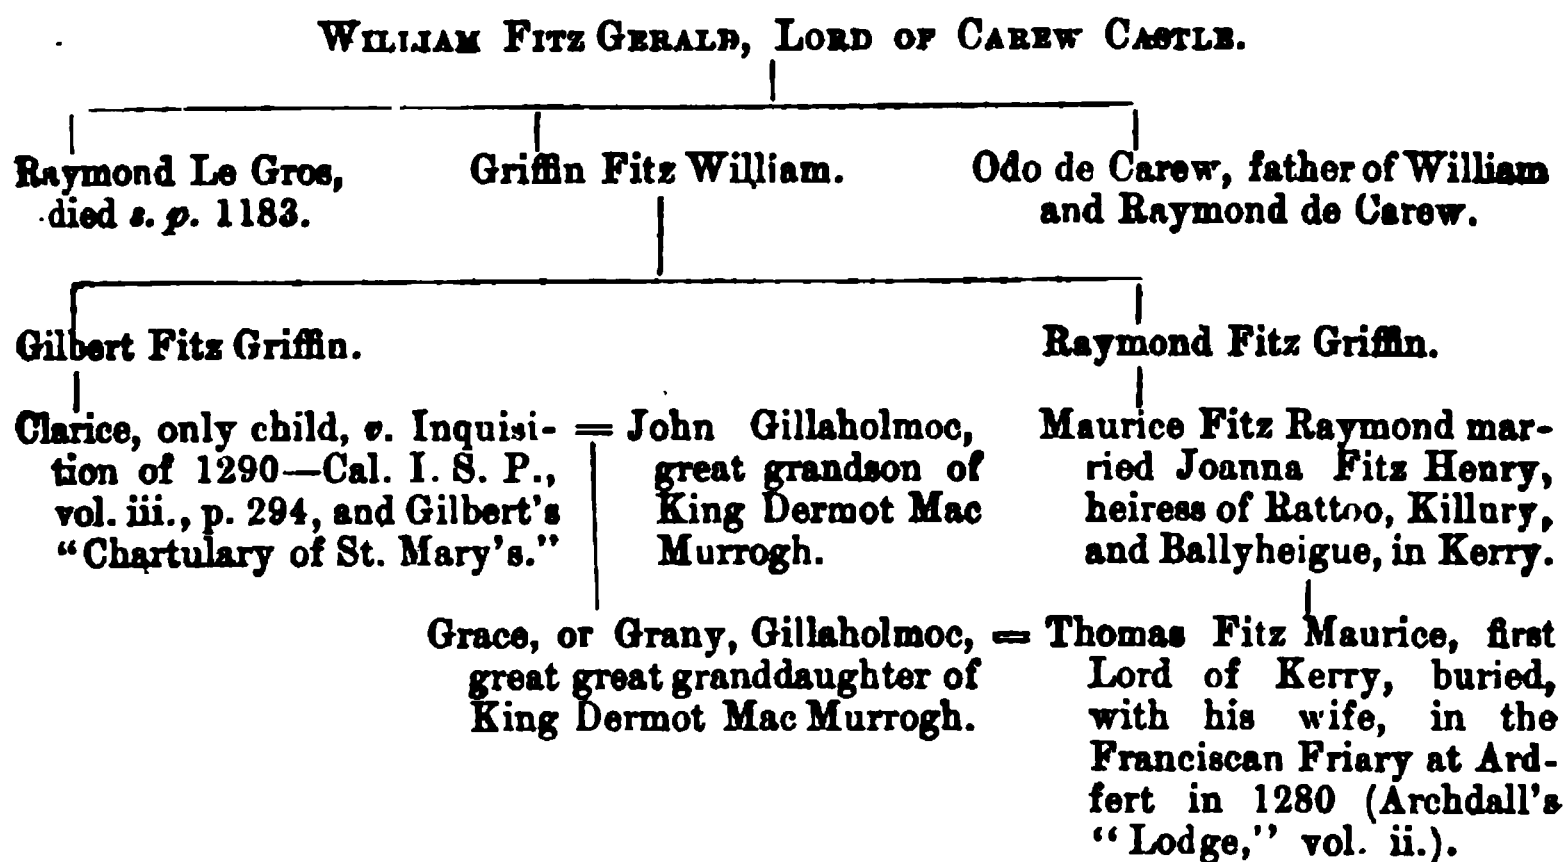 WILLIAM FITZ GERALD, LORD OF CAREW CASTLE.
Raymond Le Gros,
died s. p. 1183.
Griffin Fitz William.
Odo de Carew, father of William
and Raymond de Carew.
Gilbert Fitz Griffin.
Raymond Fitz Griffin.
Clarice, only child, v. Inquisi-
tion of 1290—Cal. I. S. P.,
vol. iii., p. 294, and Gilbert's
"Chartulary of St. Mary's."
= John Gillaholmoc,
great grandson of
King Dermot Mac
Murrogh.
Maurice Fitz Raymond mar-
ried Joanna Fitz Henry,
heiress of Rattoo, Killury,
and Ballyheigue, in Kerry.
Grace, or Grany, Gillaholmoc,
great great granddaughter of
King Dermot Mac Murrogh.
= Thomas Fitz Maurice, first
Lord of Kerry, buried,
with his wife, in the
Franciscan Friary at Ard-
fert in 1280 (Archdall's
"Lodge," vol. ii.).